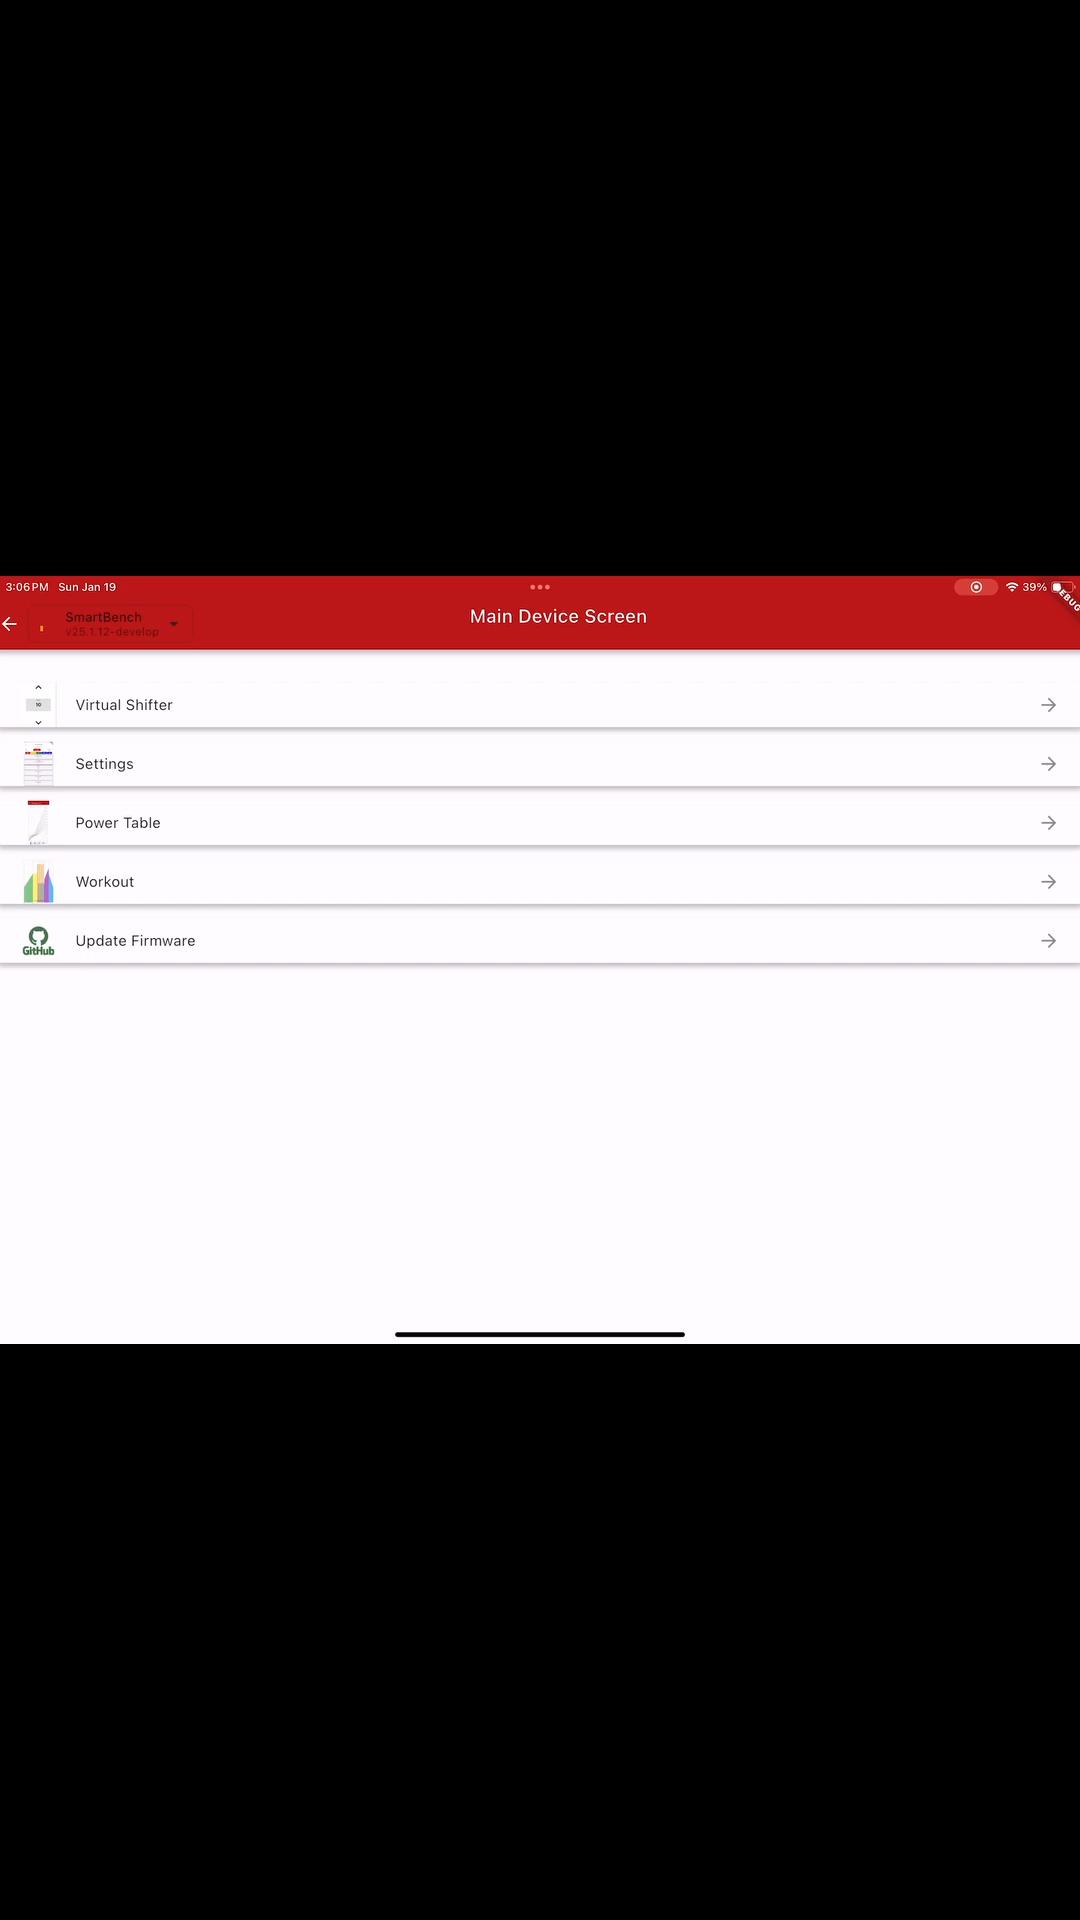 3:06 PM Sun Jan 19
39%
SmartBench
v25.1.12-develop
Main Device Screen
10
Virtual Shifter
Settings
Power Table
Workout
GitHub
Update Firmware